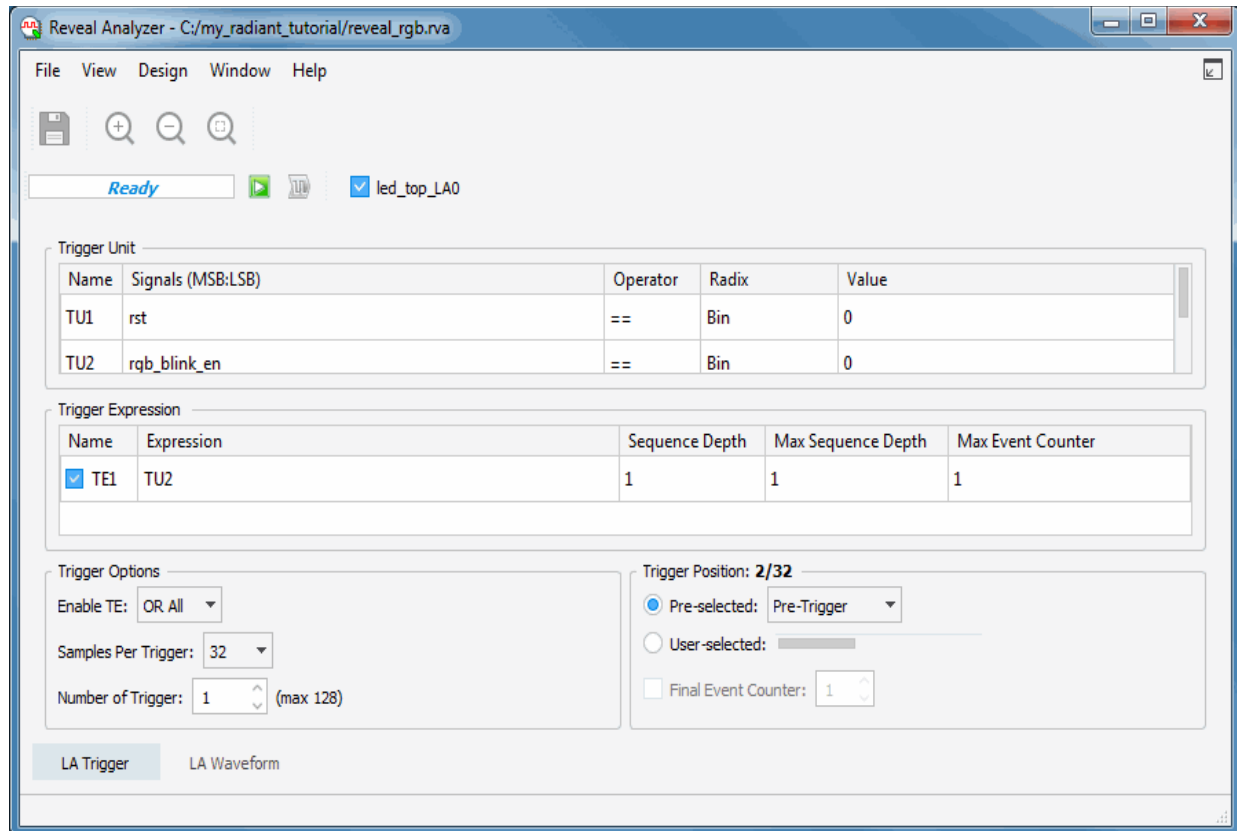 Reveal Analyzer - C:/my_radiant_tutorial/reveal_rgb.rva
File View Design Window Help
Ready led_top_LA0
Trigger Unit
Name Signals (MSB:LSB) Operator Radix Value
TU1 rst == Bin 0
TU2 rgb_blink_en == Bin 0
Trigger Expression
Name Expression Sequence Depth Max Sequence Depth Max Event Counter
TE1 TU2 1 1 1
Trigger Options
Enable TE: OR All
Samples Per Trigger: 32
Number of Trigger: 1 (max 128)
Trigger Position: 2/32
Pre-selected: Pre-Trigger
User-selected:
Final Event Counter: 1
LA Trigger LA Waveform